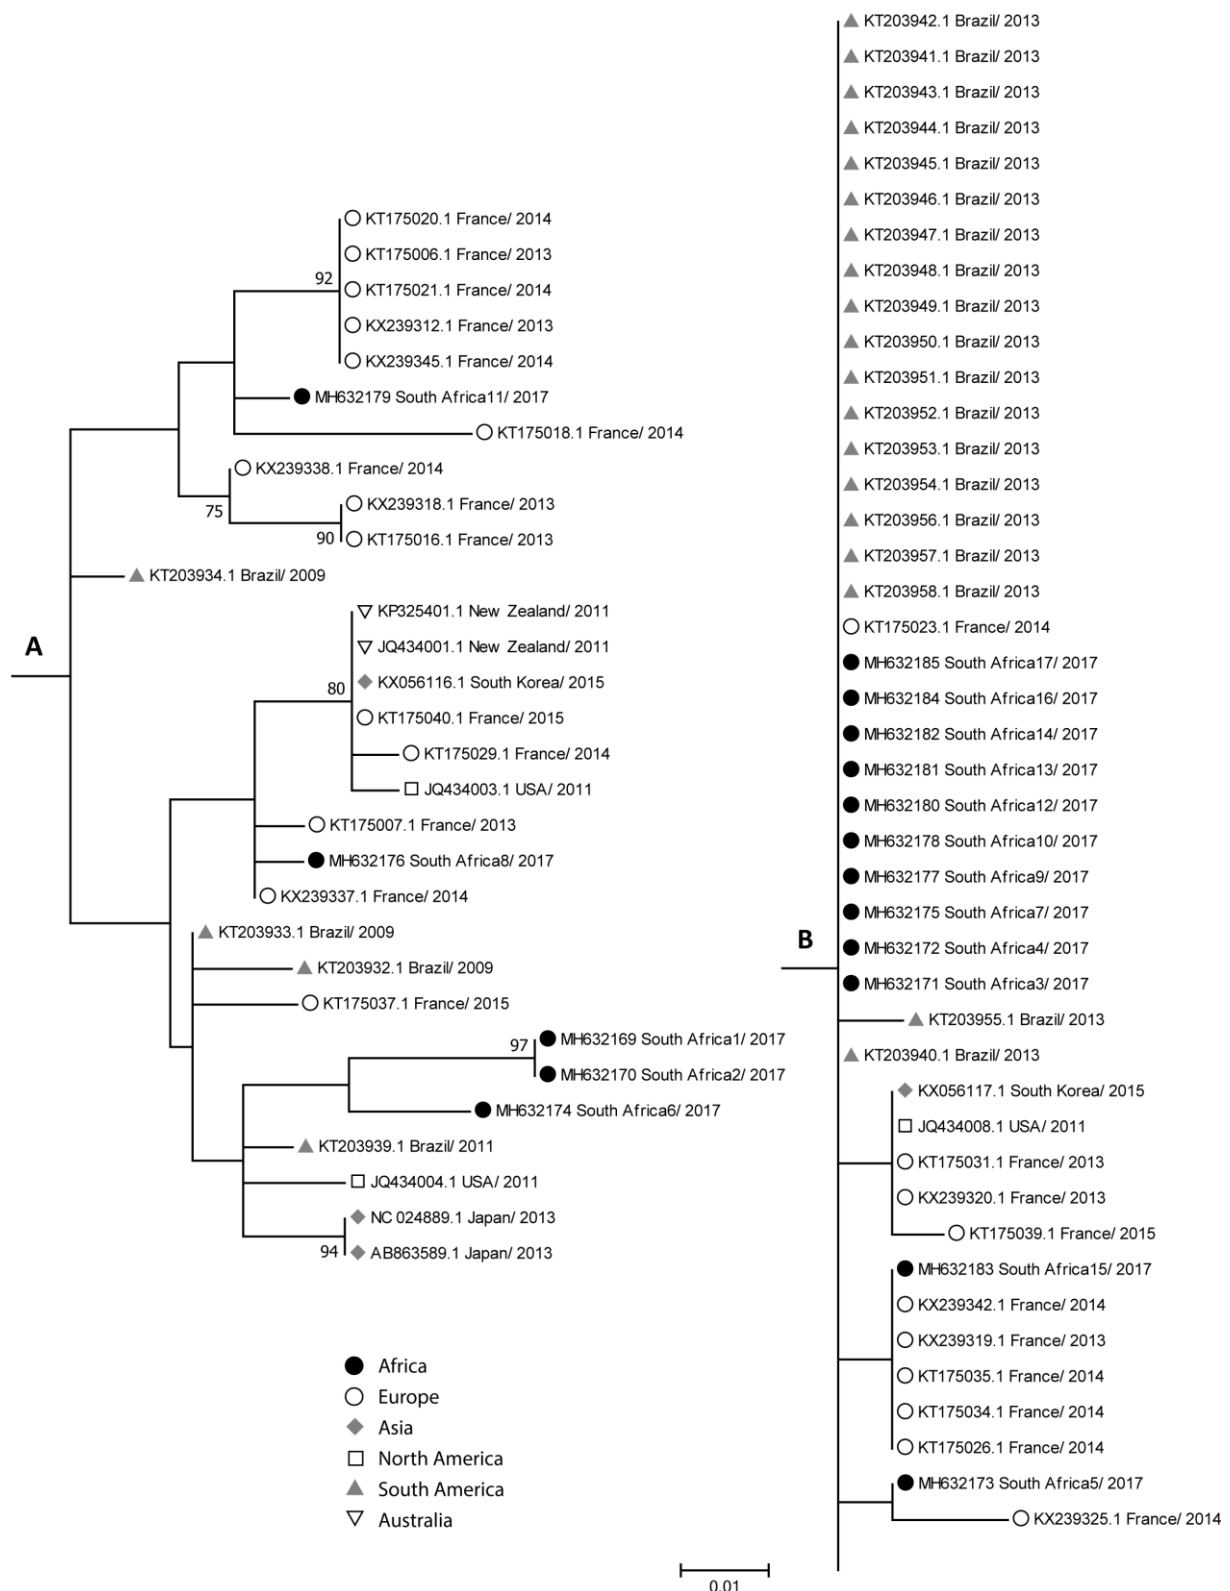 KT175020.1 France/ 2014
KT175006.1 France/ 2013
92
KT175021.1 France/ 2014
KX239312.1 France/ 2013
KX239345.1 France/ 2014
MH632179 South Africa11/ 2017
KT175018.1 France/ 2014
KX239338.1 France/ 2014
75
KX239318.1 France/ 2013
90
KT175016.1 France/ 2013
KT203934.1 Brazil/ 2009
A
KP325401.1 New Zealand/ 2011
JQ434001.1 New Zealand/ 2011
80
KX056116.1 South Korea/ 2015
KT175040.1 France/ 2015
KT175029.1 France/ 2014
JQ434003.1 USA/ 2011
KT175007.1 France/ 2013
MH632176 South Africa8/ 2017
KX239337.1 France/ 2014
KT203933.1 Brazil/ 2009
KT203932.1 Brazil/ 2009
KT175037.1 France/ 2015
97
MH632169 South Africa1/ 2017
MH632170 South Africa2/ 2017
MH632174 South Africa6/ 2017
KT203939.1 Brazil/ 2011
JQ434004.1 USA/ 2011
NC 024889.1 Japan/ 2013
94
AB863589.1 Japan/ 2013
Africa
Europe
Asia
North America
South America
Australia
KT203942.1 Brazil/ 2013
KT203941.1 Brazil/ 2013
KT203943.1 Brazil/ 2013
KT203944.1 Brazil/ 2013
KT203945.1 Brazil/ 2013
KT203946.1 Brazil/ 2013
KT203947.1 Brazil/ 2013
KT203948.1 Brazil/ 2013
KT203949.1 Brazil/ 2013
KT203950.1 Brazil/ 2013
KT203951.1 Brazil/ 2013
KT203952.1 Brazil/ 2013
KT203953.1 Brazil/ 2013
KT203954.1 Brazil/ 2013
KT203956.1 Brazil/ 2013
KT203957.1 Brazil/ 2013
KT203958.1 Brazil/ 2013
KT175023.1 France/ 2014
MH632185 South Africa17/ 2017
MH632184 South Africa16/ 2017
MH632182 South Africa14/ 2017
MH632181 South Africa13/ 2017
MH632180 South Africa12/ 2017
MH632178 South Africa10/ 2017
MH632177 South Africa9/ 2017
MH632175 South Africa7/ 2017
B
MH632172 South Africa4/ 2017
MH632171 South Africa3/ 2017
KT203955.1 Brazil/ 2013
KT203940.1 Brazil/ 2013
KX056117.1 South Korea/ 2015
JQ434008.1 USA/ 2011
KT175031.1 France/ 2013
KX239320.1 France/ 2013
KT175039.1 France/ 2015
MH632183 South Africa15/ 2017
KX239342.1 France/ 2014
KX239319.1 France/ 2013
KT175035.1 France/ 2014
KT175034.1 France/ 2014
KT175026.1 France/ 2014
MH632173 South Africa5/ 2017
KX239325.1 France/ 2014
0.01